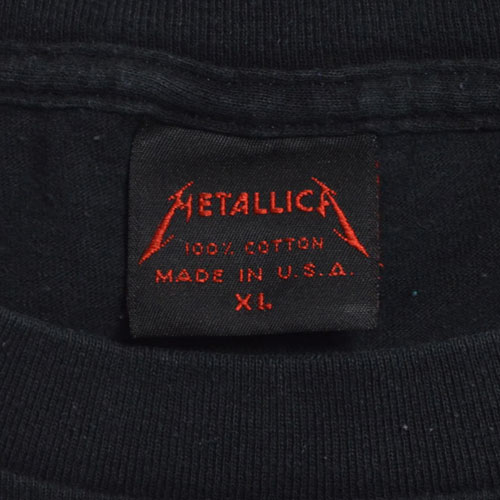 METALLICA
100% COTTON
MADE IN U.S.A.
XL